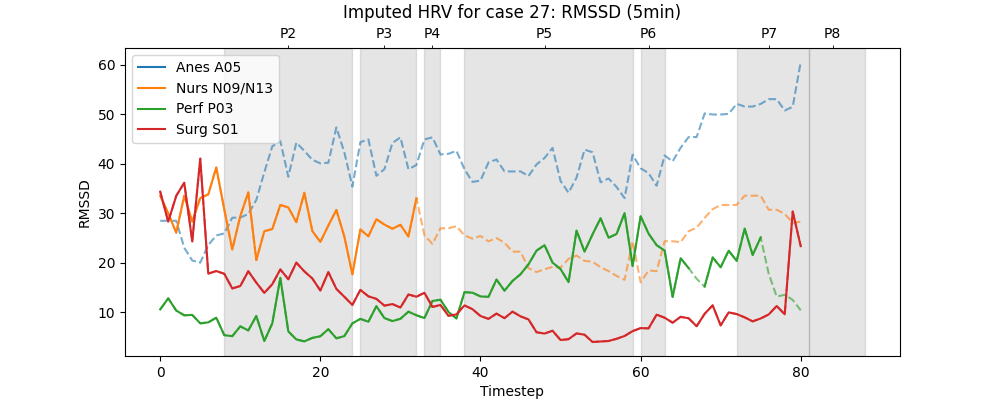 Imputed HRV for case 27: RMSSD (5min)
P2 P3 P4 P5 P6 P7 P8
Anes A05
Nurs N09/N13
Perf P03
Surg S01
60
50
40
30
20
10
RMSSD
0 20 40 60 80
Timestep